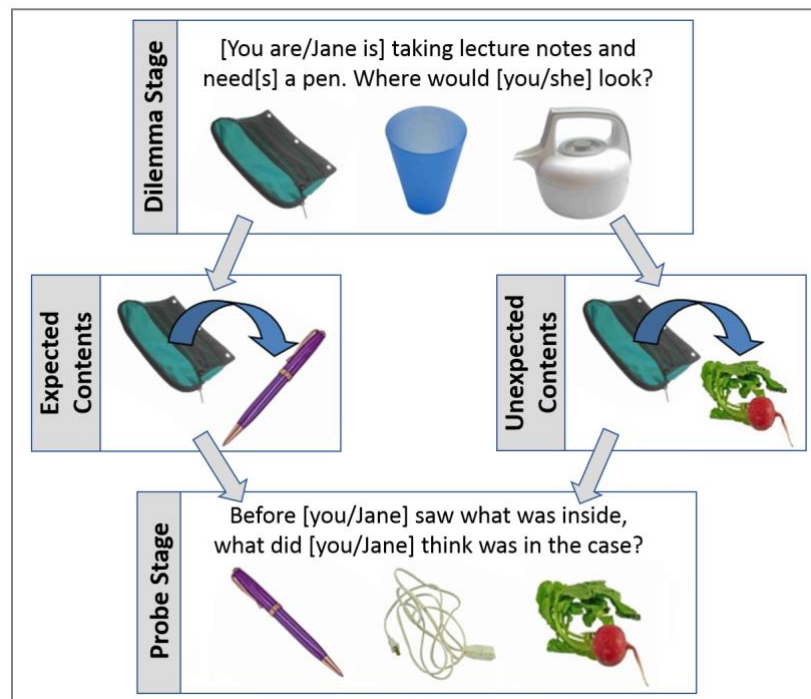 Dilemma Stage
[You are/Jane is] taking lecture notes and
need[s] a pen. Where would [you/she] look?
Expected
Contents
Unexpected
Contents
Probe Stage
Before [you/Jane] saw what was inside,
what did [you/Jane] think was in the case?